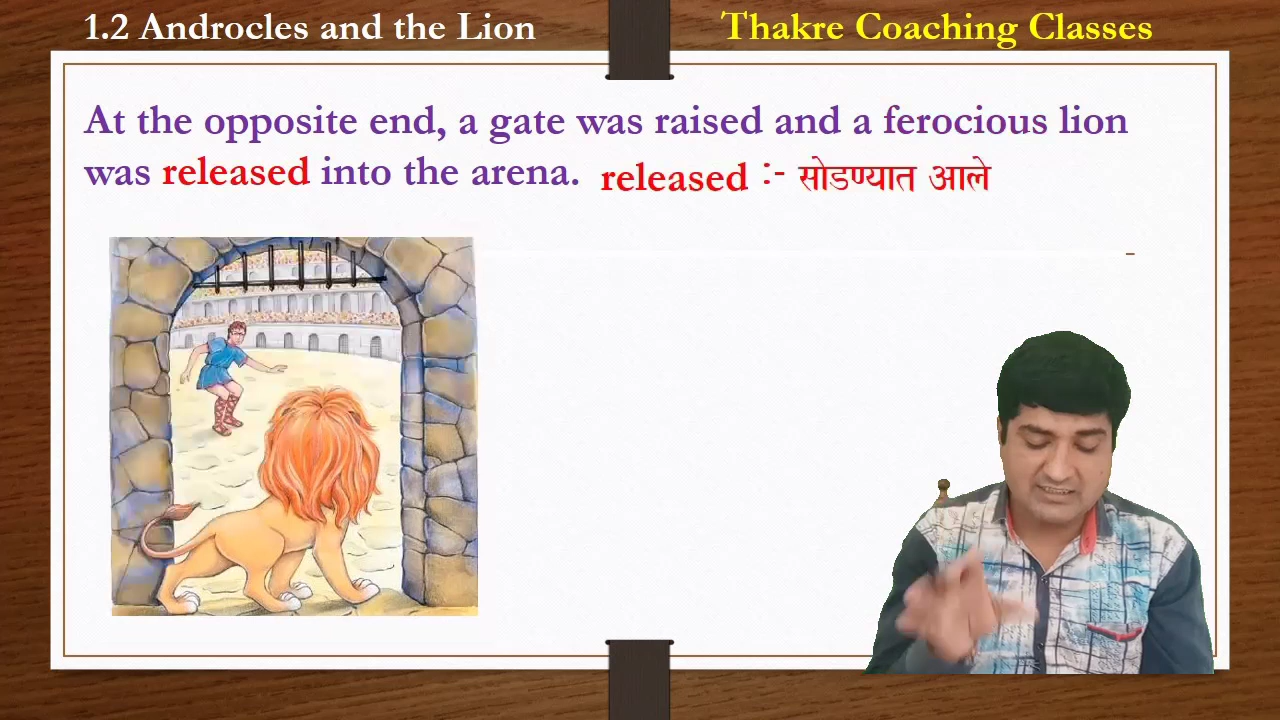 1.2 Androcles and the Lion
Thakre Coaching Classes
At the opposite end, a gate was raised and a ferocious lion
was released into the arena. released :- सोडण्यात आले